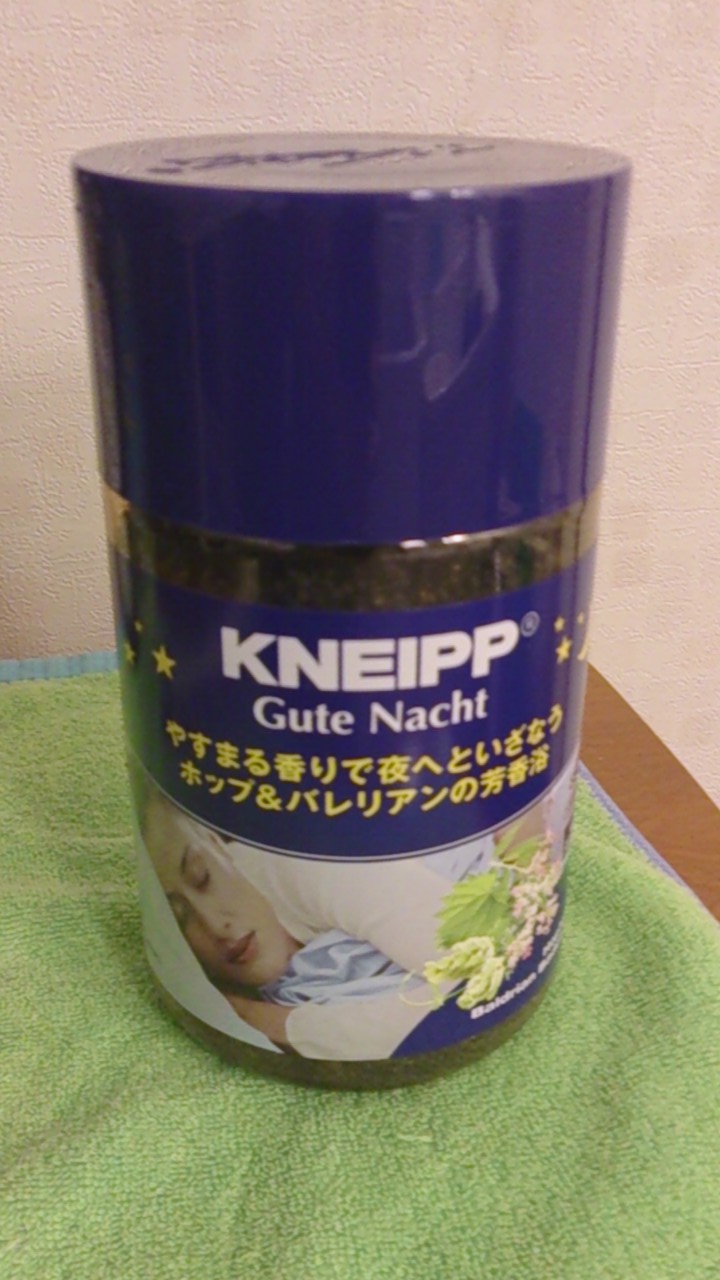 KNEIPP®
Gute Nacht
やすまる香りで夜へといざなう
ホップ&バレリアンの芳香浴
Baldrian